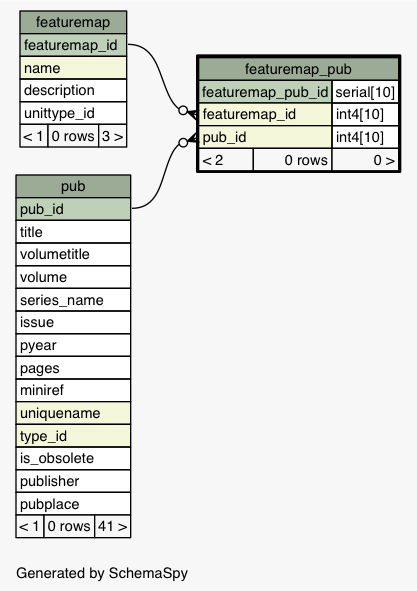 featuremap
featuremap_id
name
description
unittype_id
< 1 0 rows 3 >
featuremap_pub
featuremap_pub_id serial[10]
featuremap_id int4[10]
pub_id int4[10]
< 2 0 rows 0 >
pub
pub_id
title
volumetitle
volume
series_name
issue
pyear
pages
miniref
uniquename
type_id
is_obsolete
publisher
pubplace
< 1 0 rows 41 >
Generated by SchemaSpy